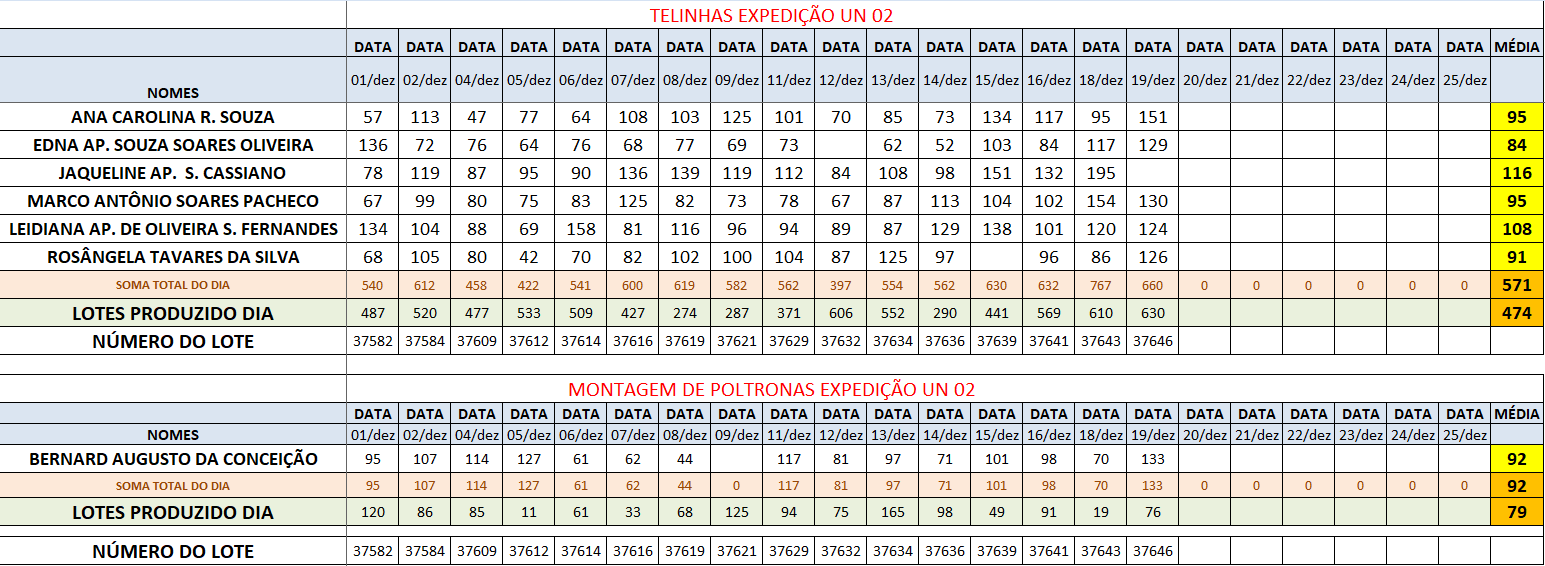 TELINHAS EXPEDIÇÃO UN 02
DATA DATA DATA DATA DATA DATA DATA DATA DATA DATA DATA DATA DATA DATA DATA DATA DATA DATA DATA DATA DATA DATA MÉDIA
NOMES 01/dez 02/dez 04/dez 05/dez 06/dez 07/dez 08/dez 09/dez 11/dez 12/dez 13/dez 14/dez 15/dez 16/dez 18/dez 19/dez 20/dez 21/dez 22/dez 23/dez 24/dez 25/dez
ANA CAROLINA R. SOUZA 57 113 47 77 64 108 103 125 101 70 85 73 134 117 95 151 95
EDNA AP. SOUZA SOARES OLIVEIRA 136 72 76 64 76 68 77 69 73 62 52 103 84 117 129 84
JAQUELINE AP. S. CASSIANO 78 119 87 95 90 136 139 119 112 84 108 98 151 132 195 116
MARCO ANTÔNIO SOARES PACHECO 67 99 80 75 83 125 82 73 78 67 87 113 104 102 154 130 95
LEIDIANA AP. DE OLIVEIRA S. FERNANDES 134 104 88 69 158 81 116 96 94 89 87 129 138 101 120 124 108
ROSÂNGELA TAVARES DA SILVA 68 105 80 42 70 82 102 100 104 87 125 97 96 86 126 91
SOMA TOTAL DO DIA 540 612 458 422 541 600 619 582 562 397 554 562 630 632 767 660 0 0 0 0 0 0 571
LOTES PRODUZIDO DIA 487 520 477 533 509 427 274 287 371 606 552 290 441 569 610 630 474
NÚMERO DO LOTE 37582 37584 37609 37612 37614 37616 37619 37621 37629 37632 37634 37636 37639 37641 37643 37646
MONTAGEM DE POLTRONAS EXPEDIÇÃO UN 02
DATA DATA DATA DATA DATA DATA DATA DATA DATA DATA DATA DATA DATA DATA DATA DATA DATA DATA DATA DATA DATA DATA MÉDIA
NOMES 01/dez 02/dez 04/dez 05/dez 06/dez 07/dez 08/dez 09/dez 11/dez 12/dez 13/dez 14/dez 15/dez 16/dez 18/dez 19/dez 20/dez 21/dez 22/dez 23/dez 24/dez 25/dez
BERNARD AUGUSTO DA CONCEIÇÃO 95 107 114 127 61 62 44 117 81 97 71 101 98 70 133 92
SOMA TOTAL DO DIA 95 107 114 127 61 62 44 0 117 81 97 71 101 98 70 133 0 0 0 0 0 0 92
LOTES PRODUZIDO DIA 120 86 85 11 61 33 68 125 94 75 165 98 49 91 19 76 79
NÚMERO DO LOTE 37582 37584 37609 37612 37614 37616 37619 37621 37629 37632 37634 37636 37639 37641 37643 37646